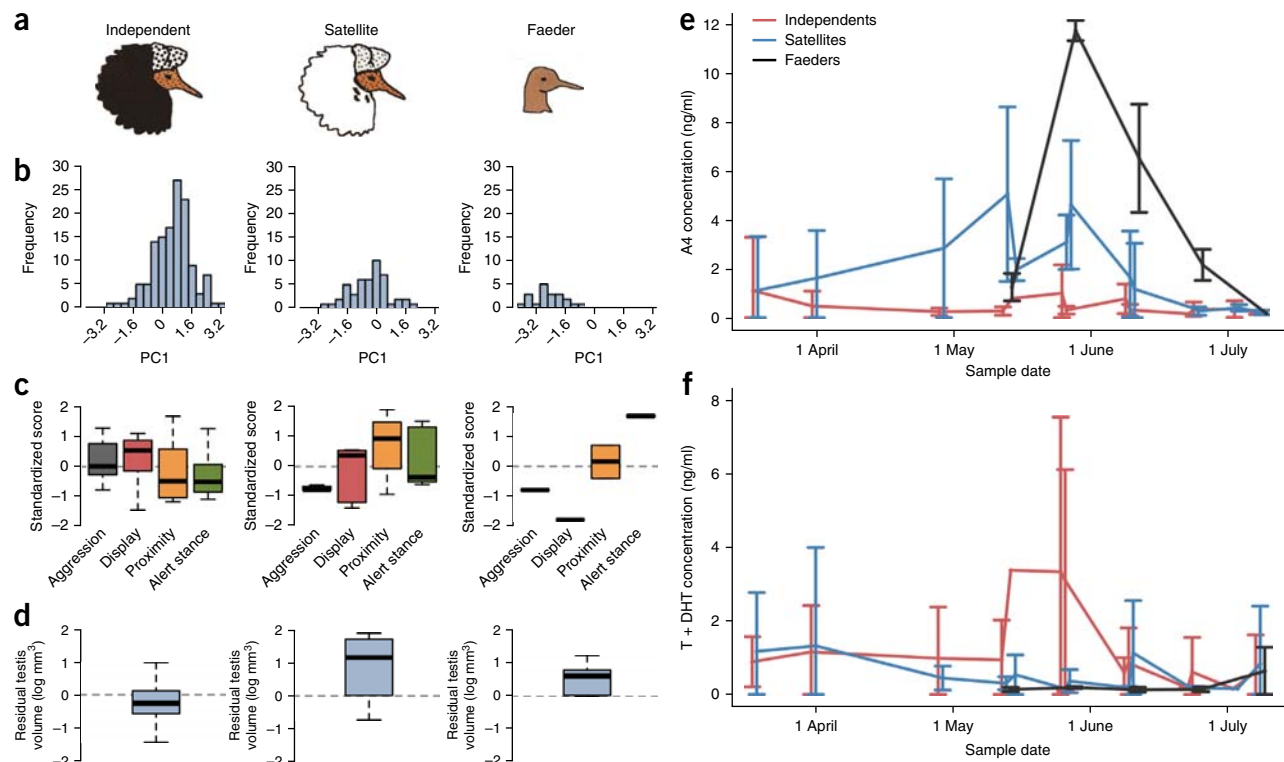 a
Independent
Satellite
Faeder
b
Frequency
30
25
20
15
10
5
0
−3.2
−1.6
0
1.6
3.2
PC1
Frequency
30
25
20
15
10
5
0
−3.2
−1.6
0
1.6
3.2
PC1
Frequency
30
25
20
15
10
5
0
−3.2
−1.6
0
1.6
3.2
PC1
c
Standardized score
2
1
0
−1
−2
Aggression
Display
Proximity
Alert stance
Standardized score
2
1
0
−1
−2
Aggression
Display
Proximity
Alert stance
Standardized score
2
1
0
−1
−2
Aggression
Display
Proximity
Alert stance
d
Residual testis
volume (log mm³)
2
1
0
−1
−2
Residual testis
volume (log mm³)
2
1
0
−1
−2
Residual testis
volume (log mm³)
2
1
0
−1
−2
e
Independents
Satellites
Faeders
A4 concentration (ng/ml)
12
10
8
6
4
2
0
1 April
1 May
1 June
1 July
Sample date
f
T + DHT concentration (ng/ml)
8
6
4
2
0
1 April
1 May
1 June
1 July
Sample date